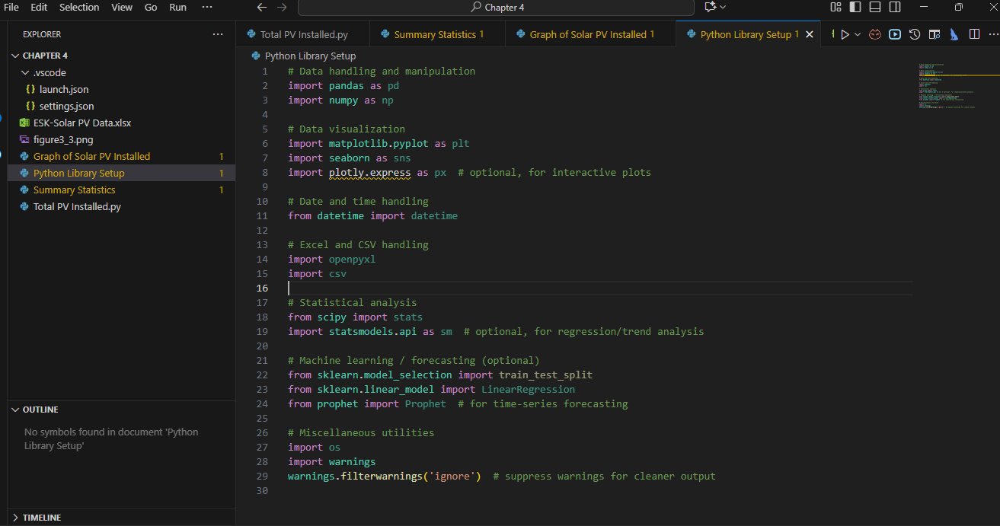 File Edit Selection View Go Run ··· Chapter 4
EXPLORER ···
CHAPTER 4
.vscode
{} launch.json
{} settings.json
ESK-Solar PV Data.xlsx
figure3_3.png
Graph of Solar PV Installed 1
Python Library Setup 1
Summary Statistics 1
Total PV Installed.py
OUTLINE
No symbols found in document 'Python
Library Setup'
TIMELINE
Total PV Installed.py Summary Statistics 1 Graph of Solar PV Installed 1 Python Library Setup 1
Python Library Setup
1 # Data handling and manipulation
2 import pandas as pd
3 import numpy as np
4
5 # Data visualization
6 import matplotlib.pyplot as plt
7 import seaborn as sns
8 import plotly.express as px  # optional, for interactive plots
9
10 # Date and time handling
11 from datetime import datetime
12
13 # Excel and CSV handling
14 import openpyxl
15 import csv
16
17 # Statistical analysis
18 from scipy import stats
19 import statsmodels.api as sm  # optional, for regression/trend analysis
20
21 # Machine learning / forecasting (optional)
22 from sklearn.model_selection import train_test_split
23 from sklearn.linear_model import LinearRegression
24 from prophet import Prophet  # for time-series forecasting
25
26 # Miscellaneous utilities
27 import os
28 import warnings
29 warnings.filterwarnings('ignore')  # suppress warnings for cleaner output
30